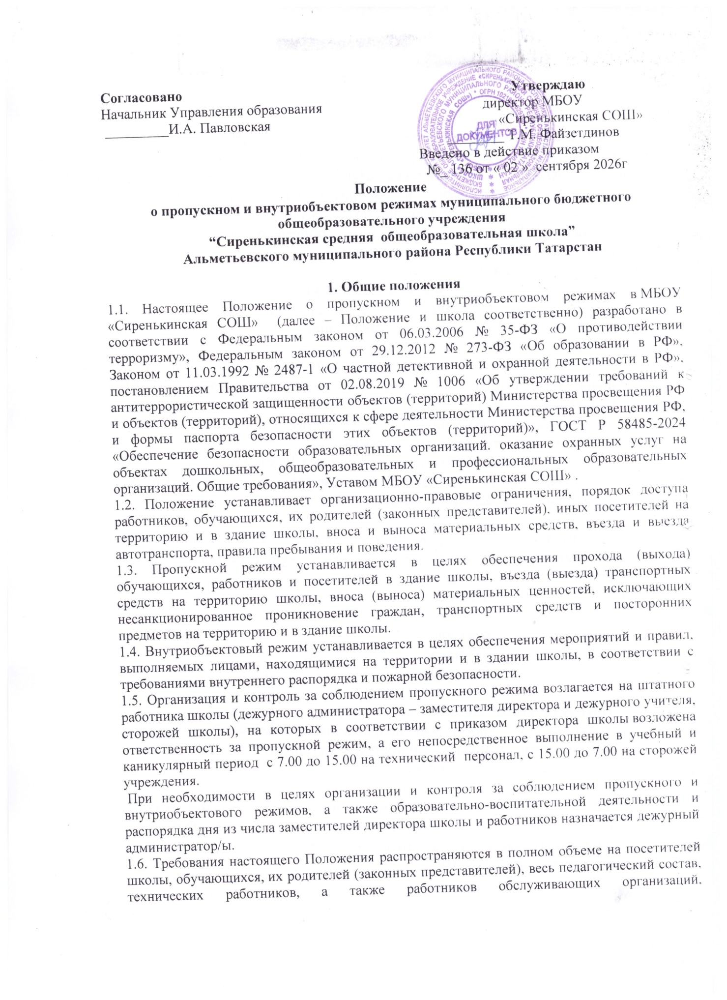 Согласовано
Начальник Управления образования
_________И.А. Павловская
Утверждаю
директор МБОУ
«Сиренькинская СОШ»
________ Т.М. Файзетдинов
Введено в действие приказом
№_ 136 от « 02 » сентября 2026г
ДЛЯ
ДОКУМЕНТОВ
Положение
о пропускном и внутриобъектовом режимах муниципального бюджетного
общеобразовательного учреждения
“Сиренькинская средняя общеобразовательная школа”
Альметьевского муниципального района Республики Татарстан
1. Общие положения
1.1. Настоящее Положение о пропускном и внутриобъектовом режимах в МБОУ
«Сиренькинская СОШ» (далее – Положение и школа соответственно) разработано в
соответствии с Федеральным законом от 06.03.2006 № 35-ФЗ «О противодействии
терроризму», Федеральным законом от 29.12.2012 № 273-ФЗ «Об образовании в РФ»,
Законом от 11.03.1992 № 2487-1 «О частной детективной и охранной деятельности в РФ»,
постановлением Правительства от 02.08.2019 № 1006 «Об утверждении требований к
антитеррористической защищенности объектов (территорий) Министерства просвещения РФ
и объектов (территорий), относящихся к сфере деятельности Министерства просвещения РФ,
и формы паспорта безопасности этих объектов (территорий)», ГОСТ Р 58485-2024
«Обеспечение безопасности образовательных организаций. оказание охранных услуг на
объектах дошкольных, общеобразовательных и профессиональных образовательных
организаций. Общие требования», Уставом МБОУ «Сиренькинская СОШ» .
1.2. Положение устанавливает организационно-правовые ограничения, порядок доступа
работников, обучающихся, их родителей (законных представителей), иных посетителей на
территорию и в здание школы, вноса и выноса материальных средств, въезда и выезда
автотранспорта, правила пребывания и поведения.
1.3. Пропускной режим устанавливается в целях обеспечения прохода (выхода)
обучающихся, работников и посетителей в здание школы, въезда (выезда) транспортных
средств на территорию школы, вноса (выноса) материальных ценностей, исключающих
несанкционированное проникновение граждан, транспортных средств и посторонних
предметов на территорию и в здание школы.
1.4. Внутриобъектовый режим устанавливается в целях обеспечения мероприятий и правил,
выполняемых лицами, находящимися на территории и в здании школы, в соответствии с
требованиями внутреннего распорядка и пожарной безопасности.
1.5. Организация и контроль за соблюдением пропускного режима возлагается на штатного
работника школы (дежурного администратора – заместителя директора и дежурного учителя,
сторожей школы), на которых в соответствии с приказом директора школы возложена
ответственность за пропускной режим, а его непосредственное выполнение в учебный и
каникулярный период с 7.00 до 15.00 на технический персонал, с 15.00 до 7.00 на сторожей
учреждения.
При необходимости в целях организации и контроля за соблюдением пропускного и
внутриобъектового режимов, а также образовательно-воспитательной деятельности и
распорядка дня из числа заместителей директора школы и работников назначается дежурный
администратор/ы.
1.6. Требования настоящего Положения распространяются в полном объеме на посетителей
школы, обучающихся, их родителей (законных представителей), весь педагогический состав,
технических работников, а также работников обслуживающих организаций,